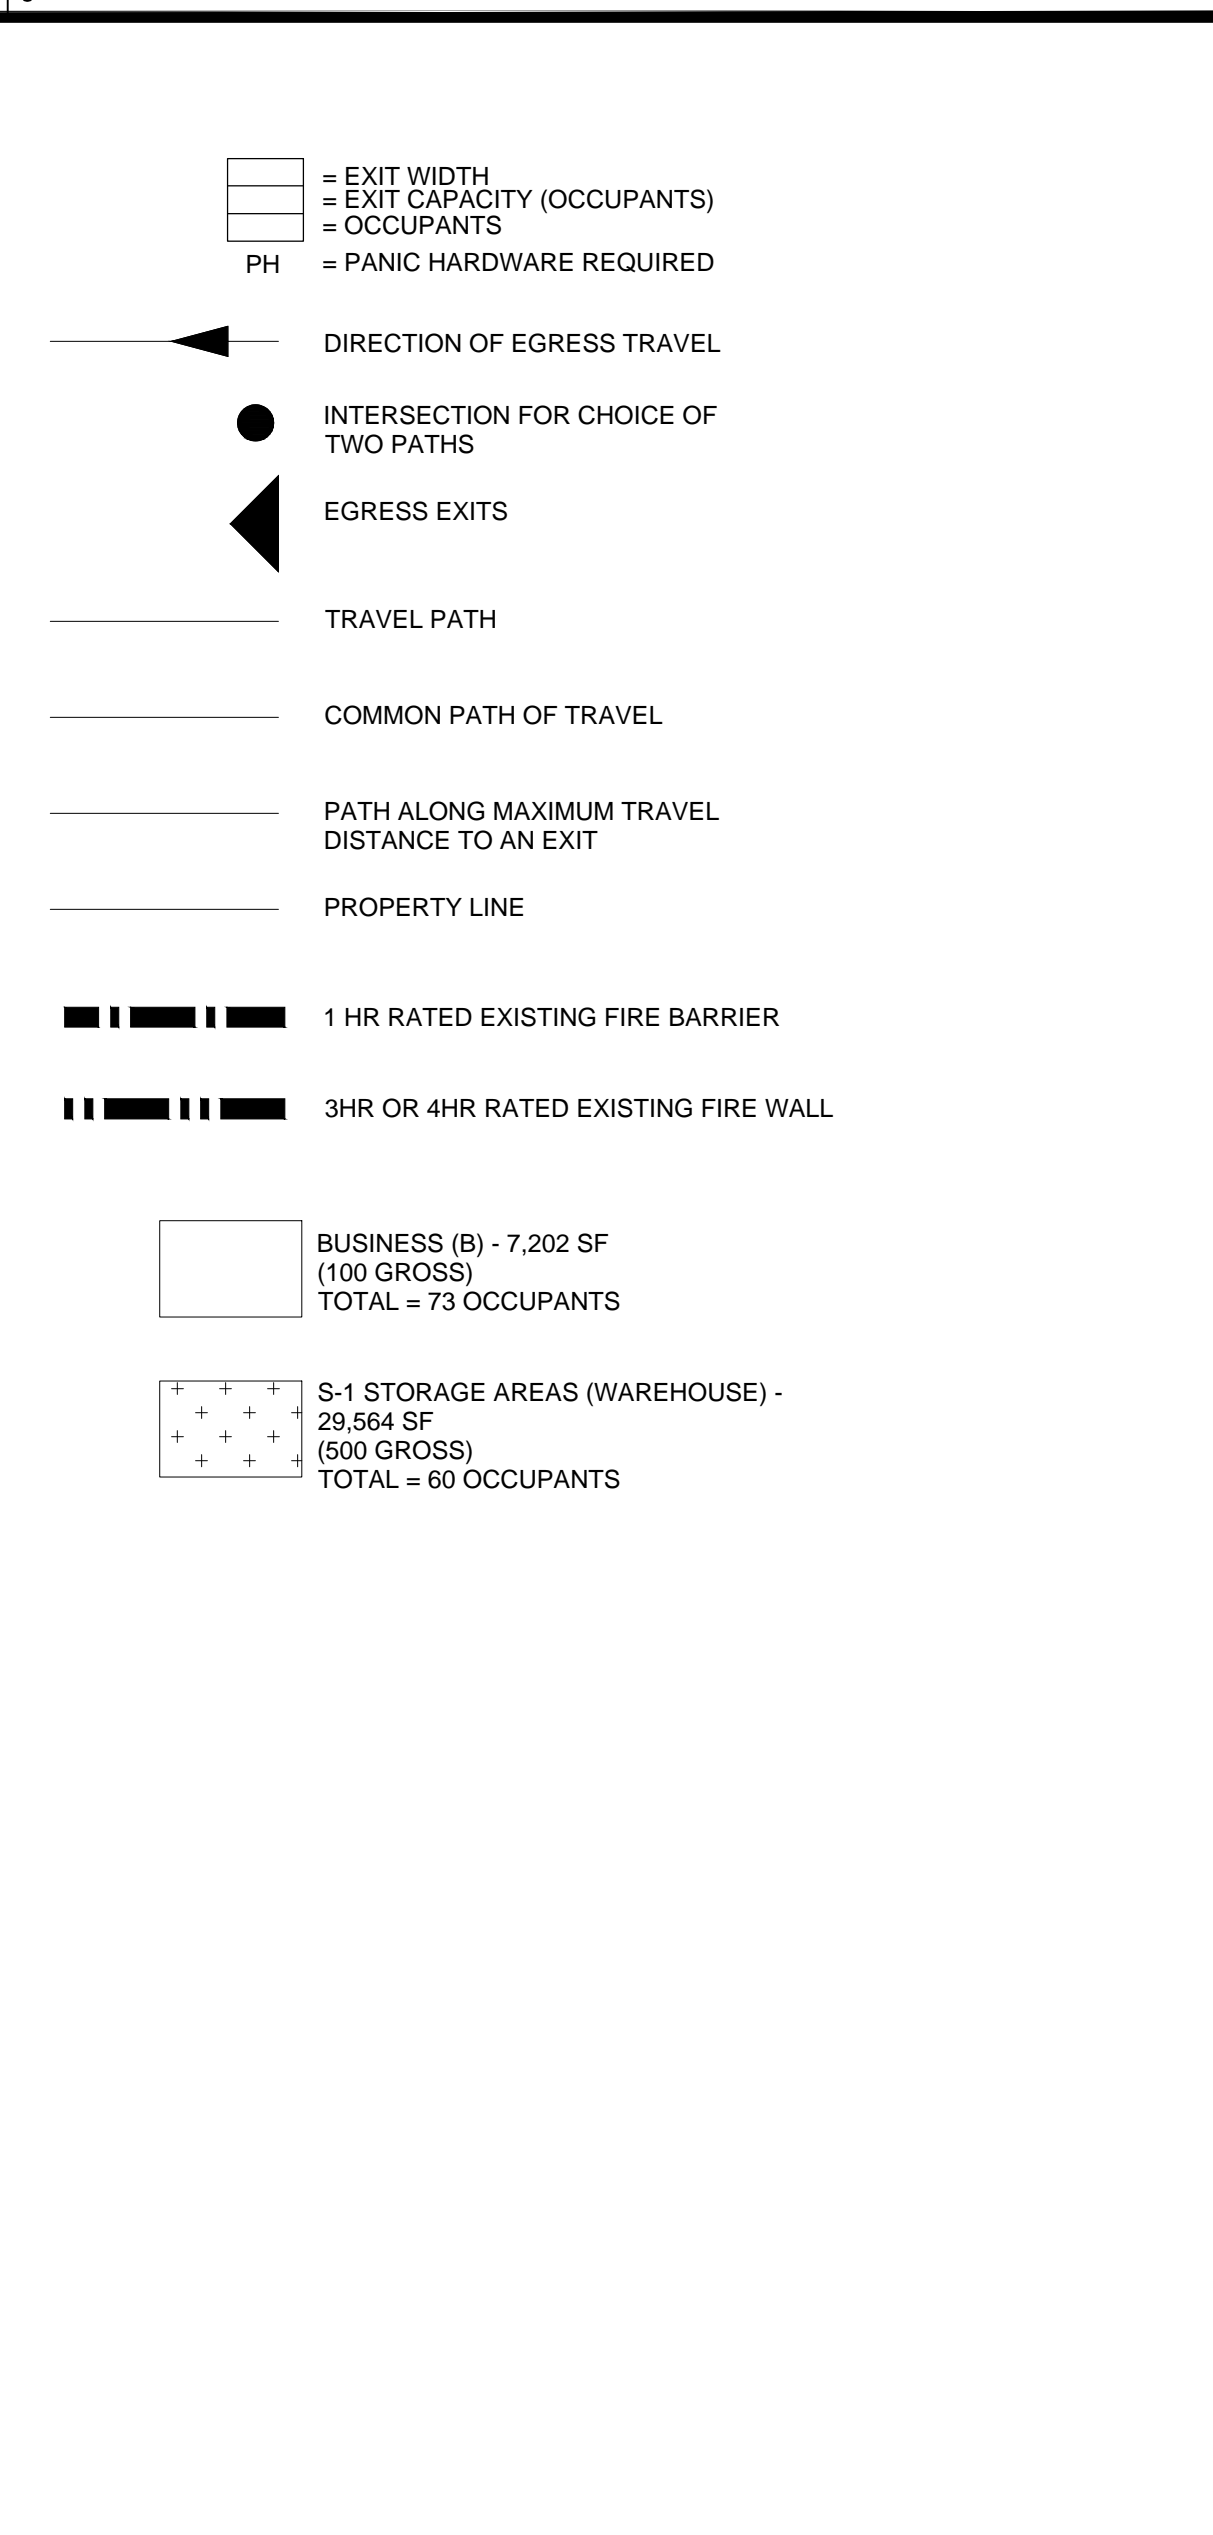 = EXIT WIDTH
= EXIT CAPACITY (OCCUPANTS)
= OCCUPANTS
PH = PANIC HARDWARE REQUIRED
DIRECTION OF EGRESS TRAVEL
INTERSECTION FOR CHOICE OF
TWO PATHS
EGRESS EXITS
TRAVEL PATH
COMMON PATH OF TRAVEL
PATH ALONG MAXIMUM TRAVEL
DISTANCE TO AN EXIT
PROPERTY LINE
1 HR RATED EXISTING FIRE BARRIER
3HR OR 4HR RATED EXISTING FIRE WALL
BUSINESS (B) - 7,202 SF
(100 GROSS)
TOTAL = 73 OCCUPANTS
S-1 STORAGE AREAS (WAREHOUSE) -
29,564 SF
(500 GROSS)
TOTAL = 60 OCCUPANTS